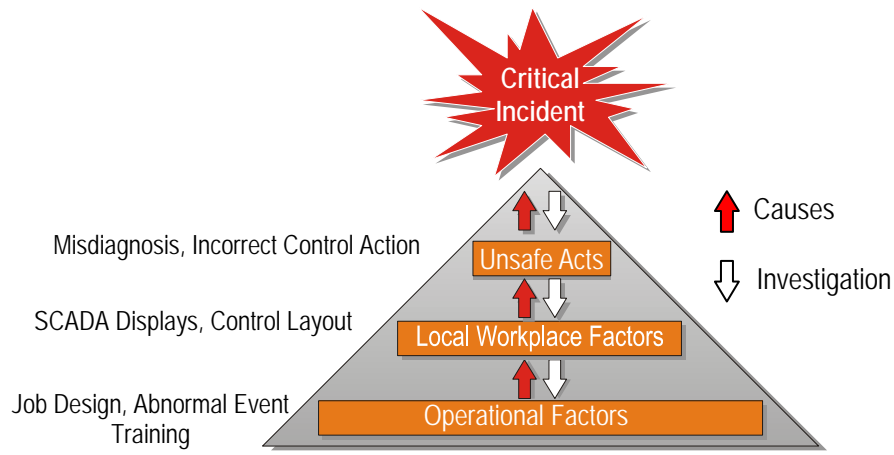 Critical
Incident
Causes
Misdiagnosis, Incorrect Control Action
Unsafe Acts
Investigation
SCADA Displays, Control Layout
Local Workplace Factors
Job Design, Abnormal Event
Training
Operational Factors